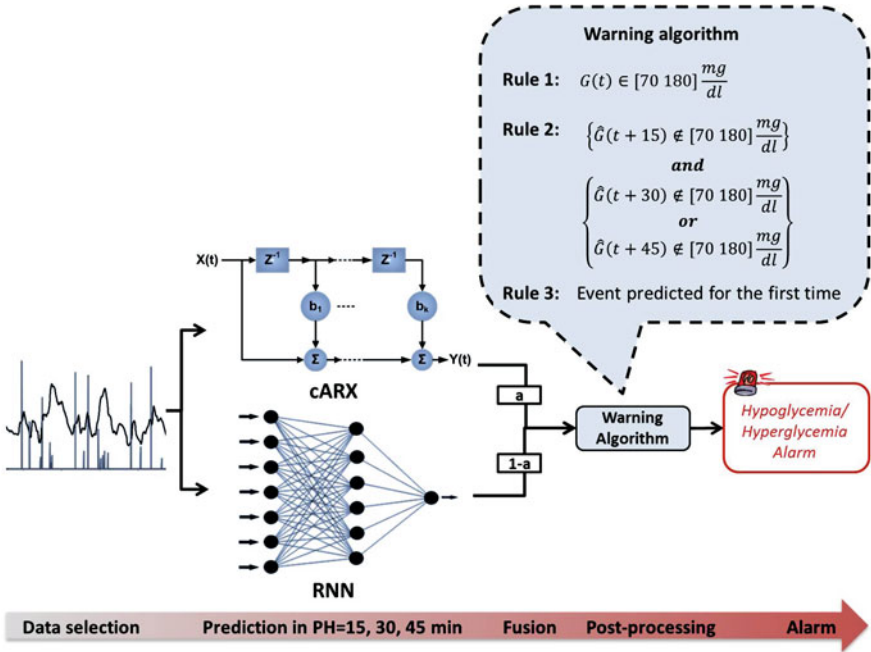 Warning algorithm
Rule 1: G(t) ∈ [70 180] mg/dl
Rule 2: {Ĝ(t + 15) ∉ [70 180] mg/dl}
and
{Ĝ(t + 30) ∉ [70 180] mg/dl
or
Ĝ(t + 45) ∉ [70 180] mg/dl}
Rule 3: Event predicted for the first time
X(t) Z⁻¹ Z⁻¹
b₁ bₖ
Σ Σ Y(t)
cARX
RNN
a
1-a
Warning
Algorithm
Hypoglycemia/
Hyperglycemia
Alarm
Data selection Prediction in PH=15, 30, 45 min Fusion Post-processing Alarm